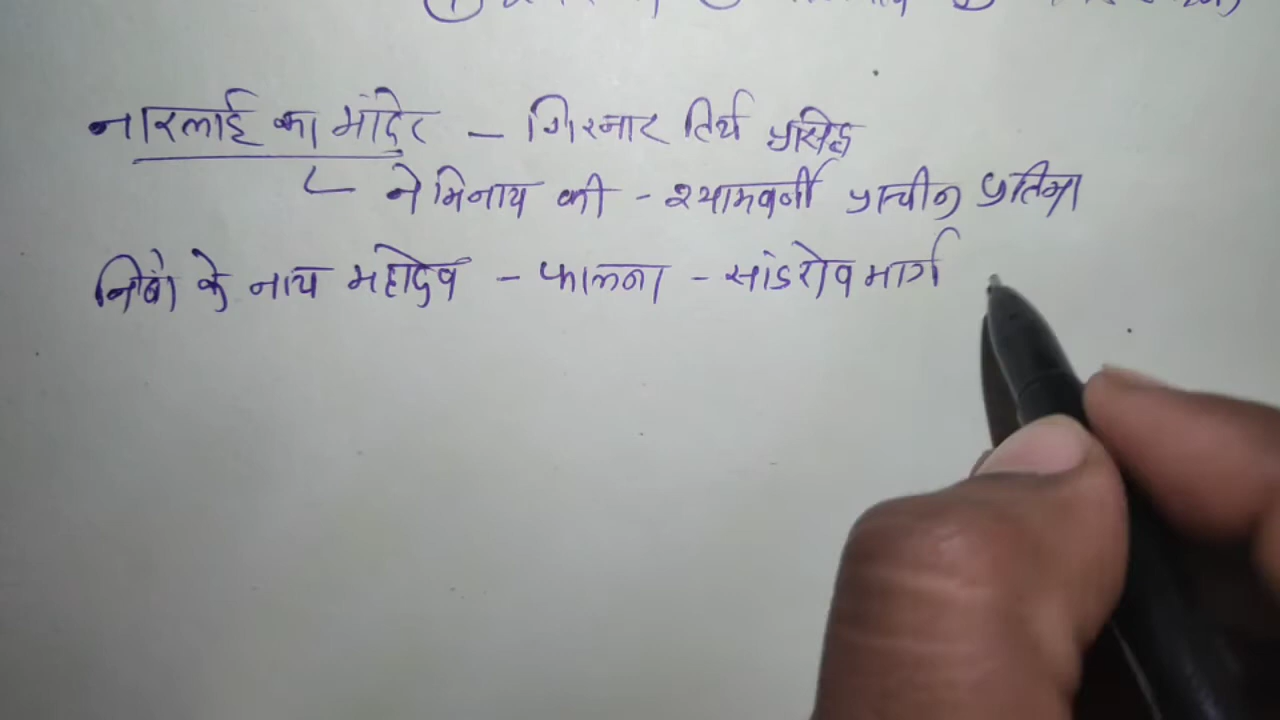 नारलाई का मंदिर – गिरनार तिर्थ प्रसिद्ध
नेमिनाथ की - श्यामवर्णी प्राचीन प्रतिमा
निंबो के नाथ महादेव - फालना - सांडेराव मार्ग